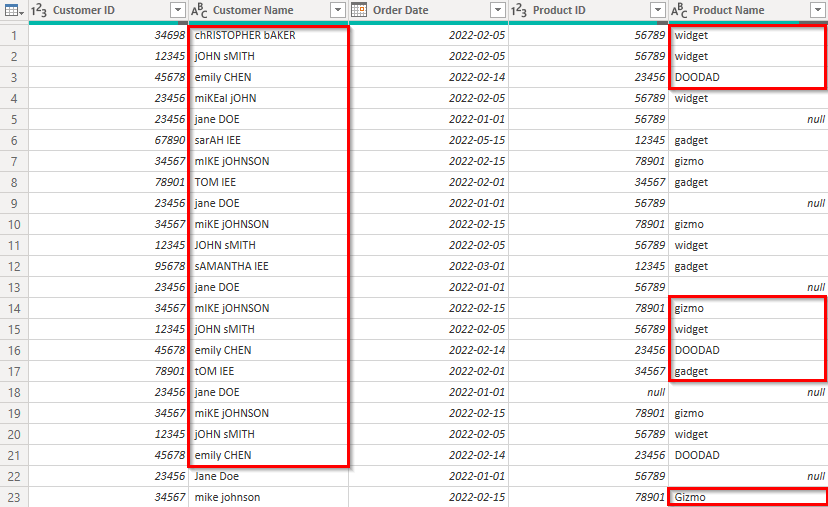 1 2 3 Customer ID A B C Customer Name Order Date 1 2 3 Product ID A B C Product Name
1 34698 chRISTOPHER bAKER 2022-02-05 56789 widget
2 12345 jOHN sMITH 2022-02-05 56789 widget
3 45678 emily CHEN 2022-02-14 23456 DOODAD
4 23456 miKEal jOHN 2022-02-05 56789 widget
5 23456 jane DOE 2022-01-01 56789 null
6 67890 sarAH lEE 2022-05-15 12345 gadget
7 34567 mIKE jOHNSON 2022-02-15 78901 gizmo
8 78901 TOM lEE 2022-02-01 34567 gadget
9 23456 jane DOE 2022-01-01 56789 null
10 34567 miKE jOHNSON 2022-02-15 78901 gizmo
11 12345 JOHN sMITH 2022-02-05 56789 widget
12 95678 sAMANTHA lEE 2022-03-01 12345 gadget
13 23456 jane DOE 2022-01-01 56789 null
14 34567 mIKE jOHNSON 2022-02-15 78901 gizmo
15 12345 jOHN sMITH 2022-02-05 56789 widget
16 45678 emily CHEN 2022-02-14 23456 DOODAD
17 78901 tOM lEE 2022-02-01 34567 gadget
18 23456 jane DOE 2022-01-01 null null
19 34567 miKE jOHNSON 2022-02-15 78901 gizmo
20 12345 jOHN sMITH 2022-02-05 56789 widget
21 45678 emily CHEN 2022-02-14 23456 DOODAD
22 23456 Jane Doe 2022-01-01 56789 null
23 34567 mike johnson 2022-02-15 78901 Gizmo